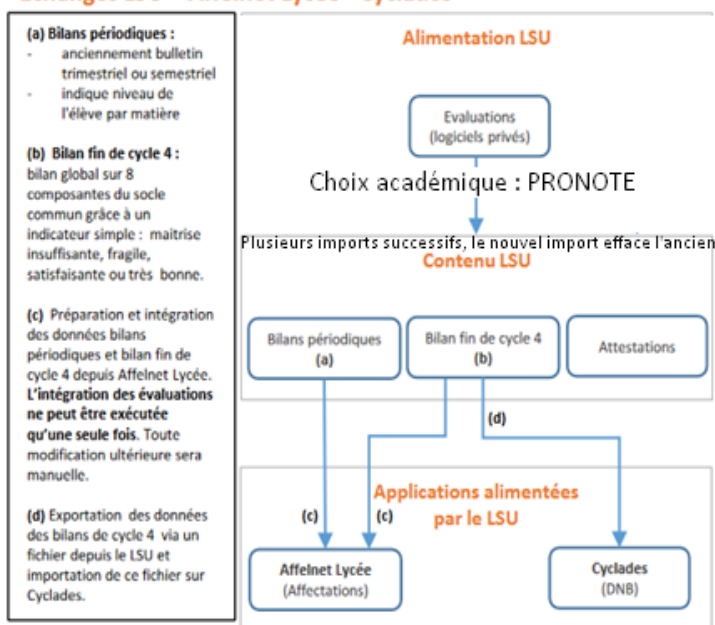 (a) Bilans périodiques :
- anciennement bulletin
trimestriel ou semestriel
- indique niveau de
l'élève par matière
(b) Bilan fin de cycle 4 :
bilan global sur 8
composantes du socle
commun grâce à un
indicateur simple : maitrise
insuffisante, fragile,
satisfaisante ou très bonne.
(c) Préparation et intégration
des données bilans
périodiques et bilan fin de
cycle 4 depuis Affelnet Lycée.
L'intégration des évaluations
ne peut être exécutée
qu'une seule fois. Toute
modification ultérieure sera
manuelle.
(d) Exportation des données
des bilans de cycle 4 via un
fichier depuis le LSU et
importation de ce fichier sur
Cyclades.
Alimentation LSU
Evaluations
(logiciels privés)
Choix académique : PRONOTE
Plusieurs imports successifs, le nouvel import efface l'ancien
Contenu LSU
Bilans périodiques
(a)
Bilan fin de cycle 4
(b)
Attestations
(d)
Applications alimentées
par le LSU
(c)
(c)
Affelnet Lycée
(Affectations)
Cyclades
(DNB)